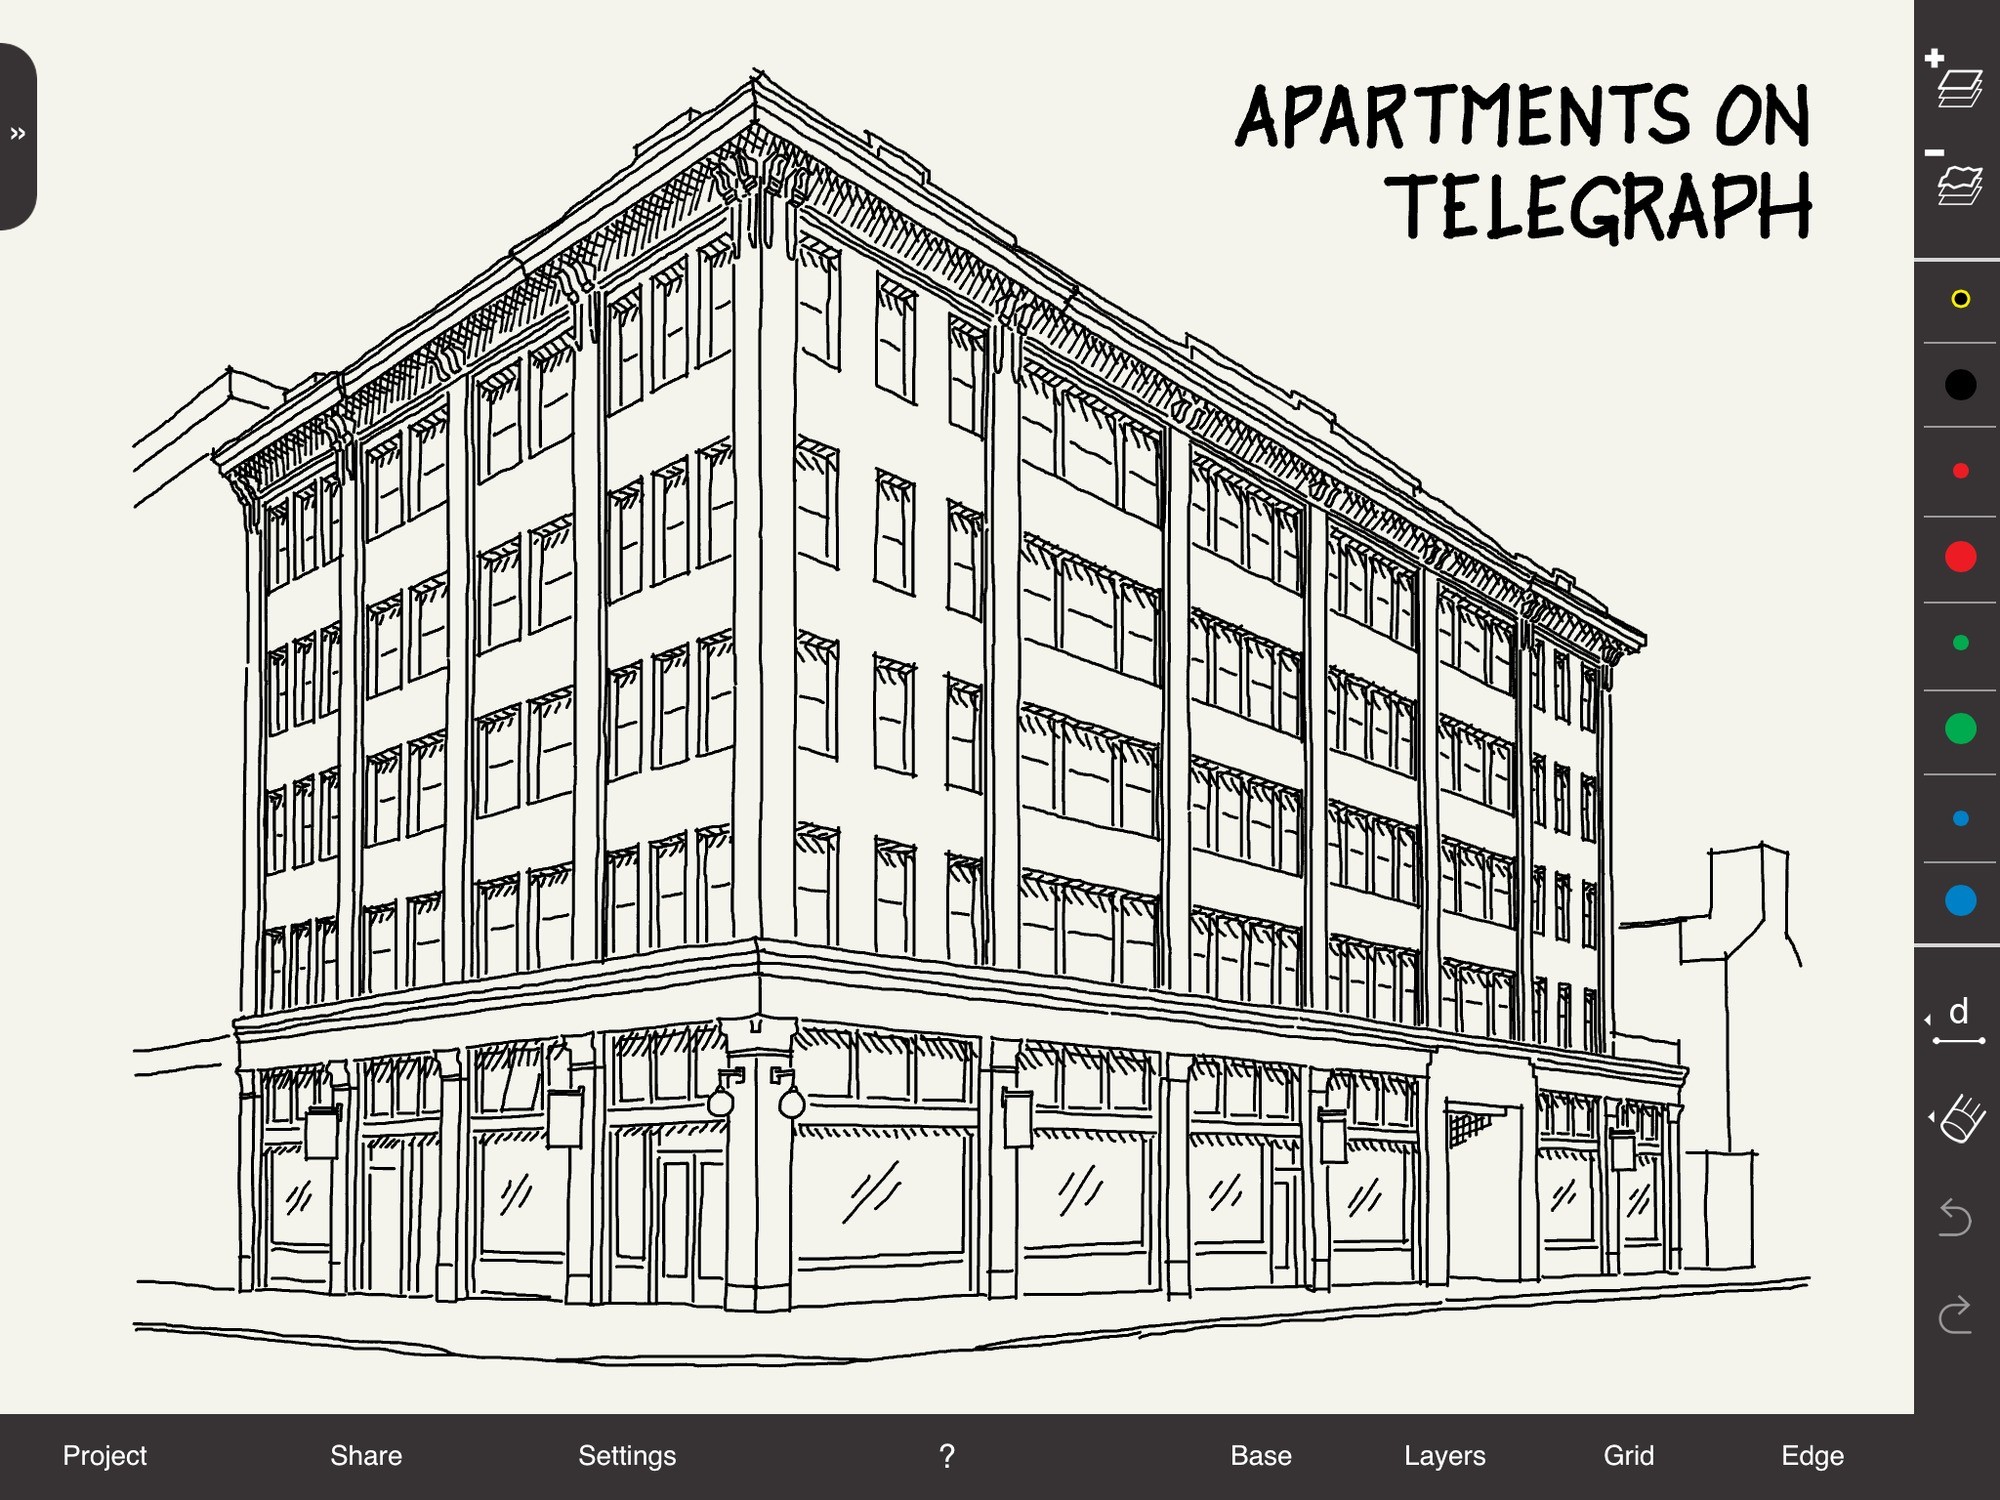 APARTMENTS ON
TELEGRAPH
»
d
Project Share Settings ? Base Layers Grid Edge